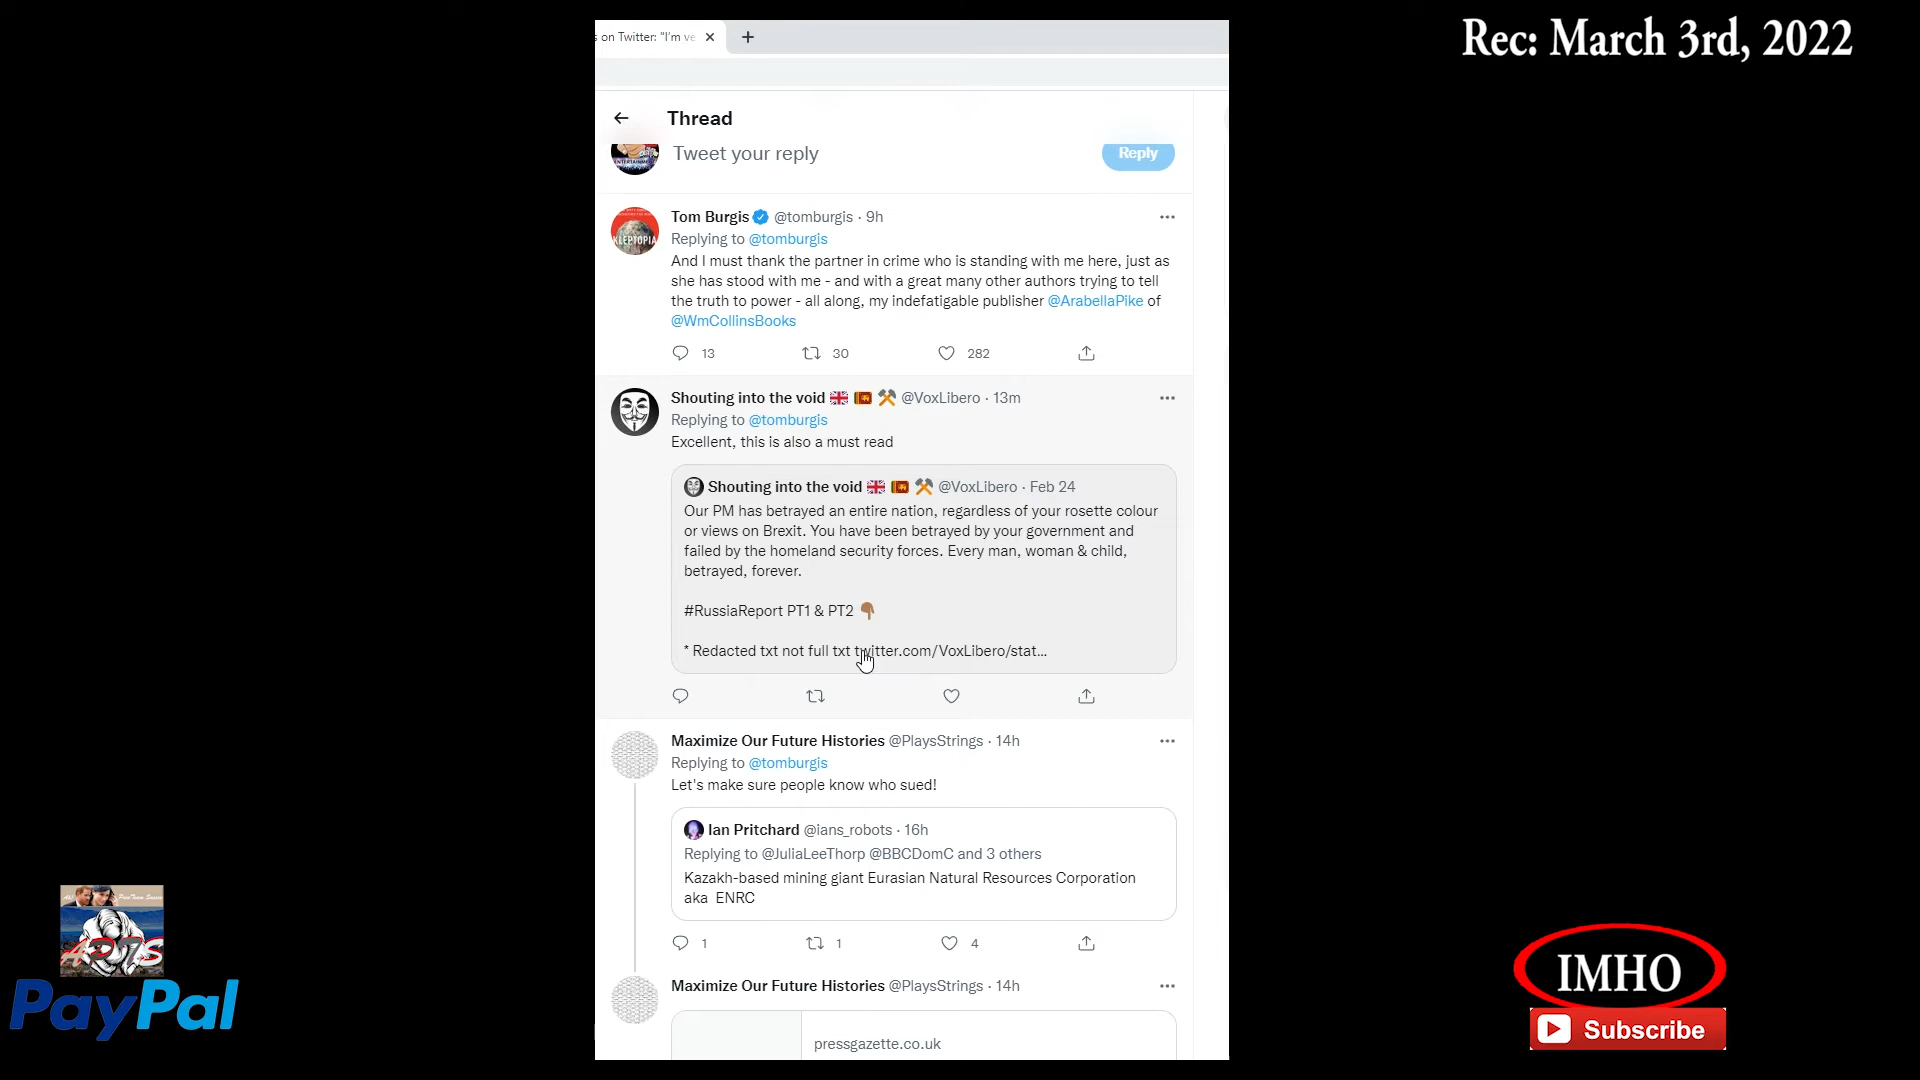 Rec: March 3rd, 2022
s on Twitter: "I'm ve
Thread
Tweet your reply
Reply
KLEPTOPIA
Tom Burgis @tomburgis · 9h
Replying to @tomburgis
And I must thank the partner in crime who is standing with me here, just as
she has stood with me - and with a great many other authors trying to tell
the truth to power - all along, my indefatigable publisher @ArabellaPike of
@WmCollinsBooks
13 30 282
Shouting into the void @VoxLibero · 13m
Replying to @tomburgis
Excellent, this is also a must read
Shouting into the void @VoxLibero · Feb 24
Our PM has betrayed an entire nation, regardless of your rosette colour
or views on Brexit. You have been betrayed by your government and
failed by the homeland security forces. Every man, woman & child,
betrayed, forever.
#RussiaReport PT1 & PT2
* Redacted txt not full txt twitter.com/VoxLibero/stat...
Maximize Our Future Histories @PlaysStrings · 14h
Replying to @tomburgis
Let's make sure people know who sued!
Ian Pritchard @ians_robots · 16h
Replying to @JuliaLeeThorp @BBCDomC and 3 others
Kazakh-based mining giant Eurasian Natural Resources Corporation
aka ENRC
1 1 4
Maximize Our Future Histories @PlaysStrings · 14h
pressgazette.co.uk
PayPal
IMHO
Subscribe